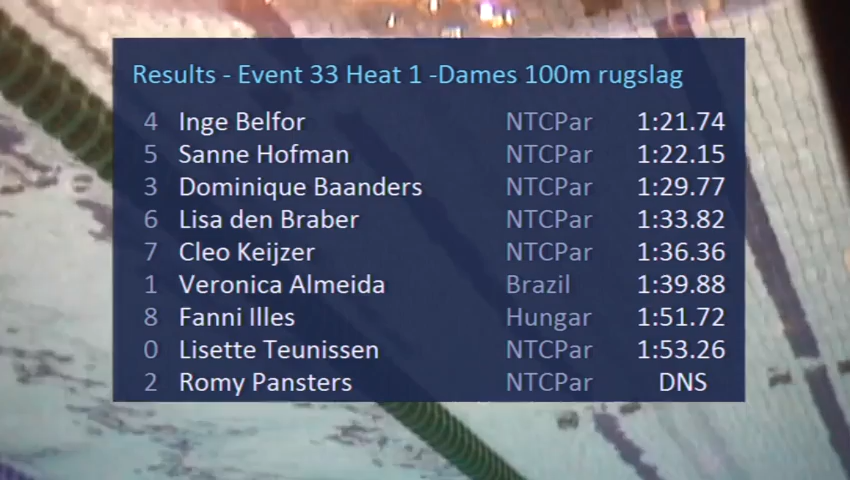 Results - Event 33 Heat 1 -Dames 100m rugslag
4 Inge Belfor NTCPar 1:21.74
5 Sanne Hofman NTCPar 1:22.15
3 Dominique Baanders NTCPar 1:29.77
6 Lisa den Braber NTCPar 1:33.82
7 Cleo Keijzer NTCPar 1:36.36
1 Veronica Almeida Brazil 1:39.88
8 Fanni Illes Hungar 1:51.72
0 Lisette Teunissen NTCPar 1:53.26
2 Romy Pansters NTCPar DNS